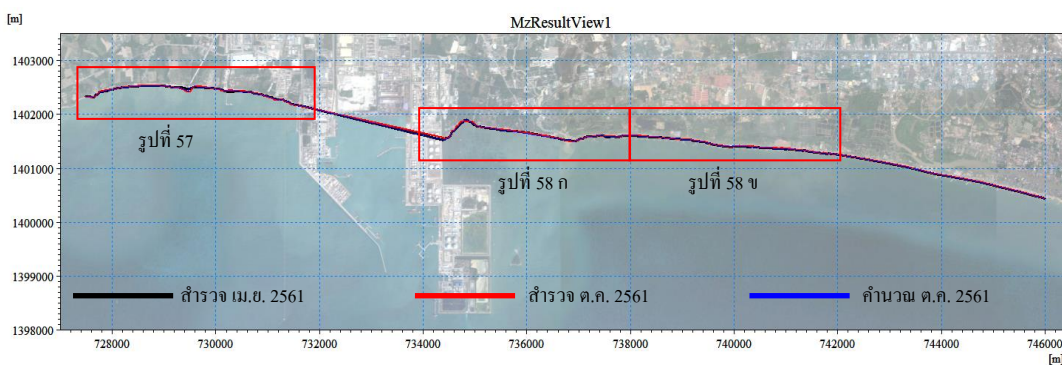 [m]
MzResultView1
1403000
1402000
1401000
1400000
1399000
1398000
รูปที่ 57
รูปที่ 58 ก
รูปที่ 58 ข
สำรวจ เม.ย. 2561
สำรวจ ต.ค. 2561
คำนวณ ต.ค. 2561
728000 730000 732000 734000 736000 738000 740000 742000 744000 746000
[m]